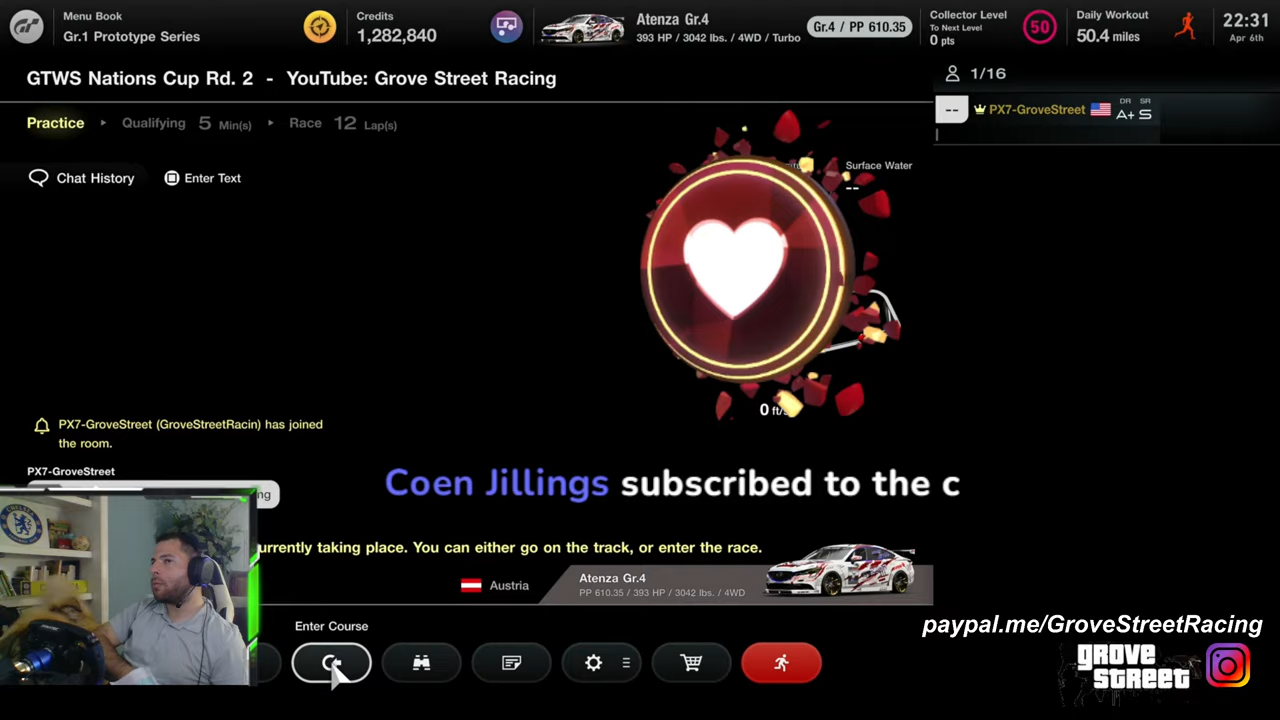 Menu Book
Gr.1 Prototype Series
Credits
1,282,840
Atenza Gr.4
393 HP / 3042 lbs. / 4WD / Turbo
Gr.4 / PP 610.35
Collector Level
To Next Level
0 pts
50
Daily Workout
50.4 miles
22:31
Apr 6th
GTWS Nations Cup Rd. 2 - YouTube: Grove Street Racing
1/16
-- PX7-GroveStreet DR A+ SR S
Practice Qualifying 5 Min(s) Race 12 Lap(s)
Chat History Enter Text
Surface Water
--
0 ft/
PX7-GroveStreet (GroveStreetRacin) has joined
the room.
PX7-GroveStreet
Coen Jillings subscribed to the c
currently taking place. You can either go on the track, or enter the race.
Austria
Atenza Gr.4
PP 610.35 / 393 HP / 3042 lbs. / 4WD
Enter Course
paypal.me/GroveStreetRacing
grove
street